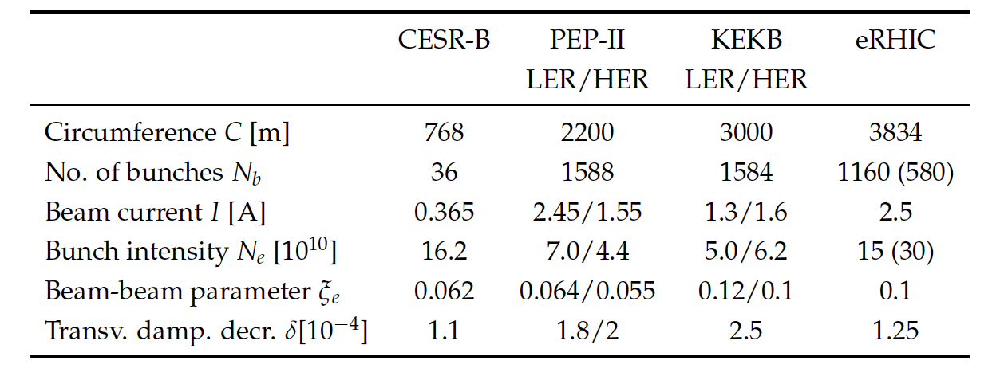 CESR-B PEP-II KEKB eRHIC
LER/HER LER/HER
Circumference C [m] 768 2200 3000 3834
No. of bunches N_b 36 1588 1584 1160 (580)
Beam current I [A] 0.365 2.45/1.55 1.3/1.6 2.5
Bunch intensity N_e [10^10] 16.2 7.0/4.4 5.0/6.2 15 (30)
Beam-beam parameter ξ_e 0.062 0.064/0.055 0.12/0.1 0.1
Transv. damp. decr. δ[10^−4] 1.1 1.8/2 2.5 1.25